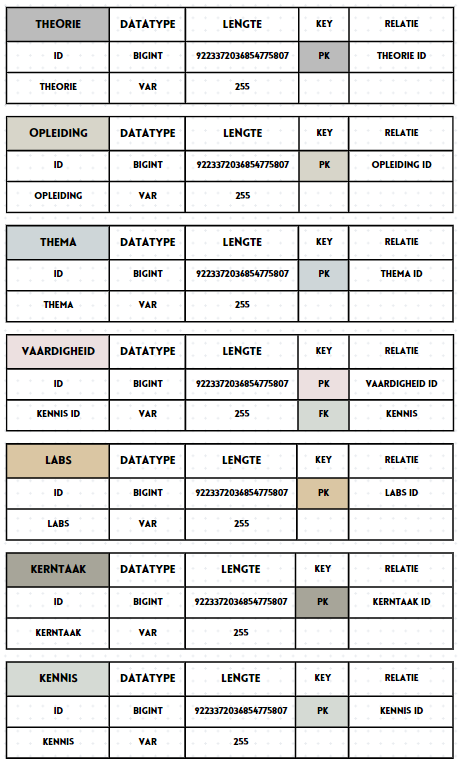 THEORIE DATATYPE LENGTE KEY RELATIE
ID BIGINT 9223372036854775807 PK THEORIE ID
THEORIE VAR 255
OPLEIDING DATATYPE LENGTE KEY RELATIE
ID BIGINT 9223372036854775807 PK OPLEIDING ID
OPLEIDING VAR 255
THEMA DATATYPE LENGTE KEY RELATIE
ID BIGINT 9223372036854775807 PK THEMA ID
THEMA VAR 255
VAARDIGHEID DATATYPE LENGTE KEY RELATIE
ID BIGINT 9223372036854775807 PK VAARDIGHEID ID
KENNIS ID VAR 255 FK KENNIS
LABS DATATYPE LENGTE KEY RELATIE
ID BIGINT 9223372036854775807 PK LABS ID
LABS VAR 255
KERNTAAK DATATYPE LENGTE KEY RELATIE
ID BIGINT 9223372036854775807 PK KERNTAAK ID
KERNTAAK VAR 255
KENNIS DATATYPE LENGTE KEY RELATIE
ID BIGINT 9223372036854775807 PK KENNIS ID
KENNIS VAR 255